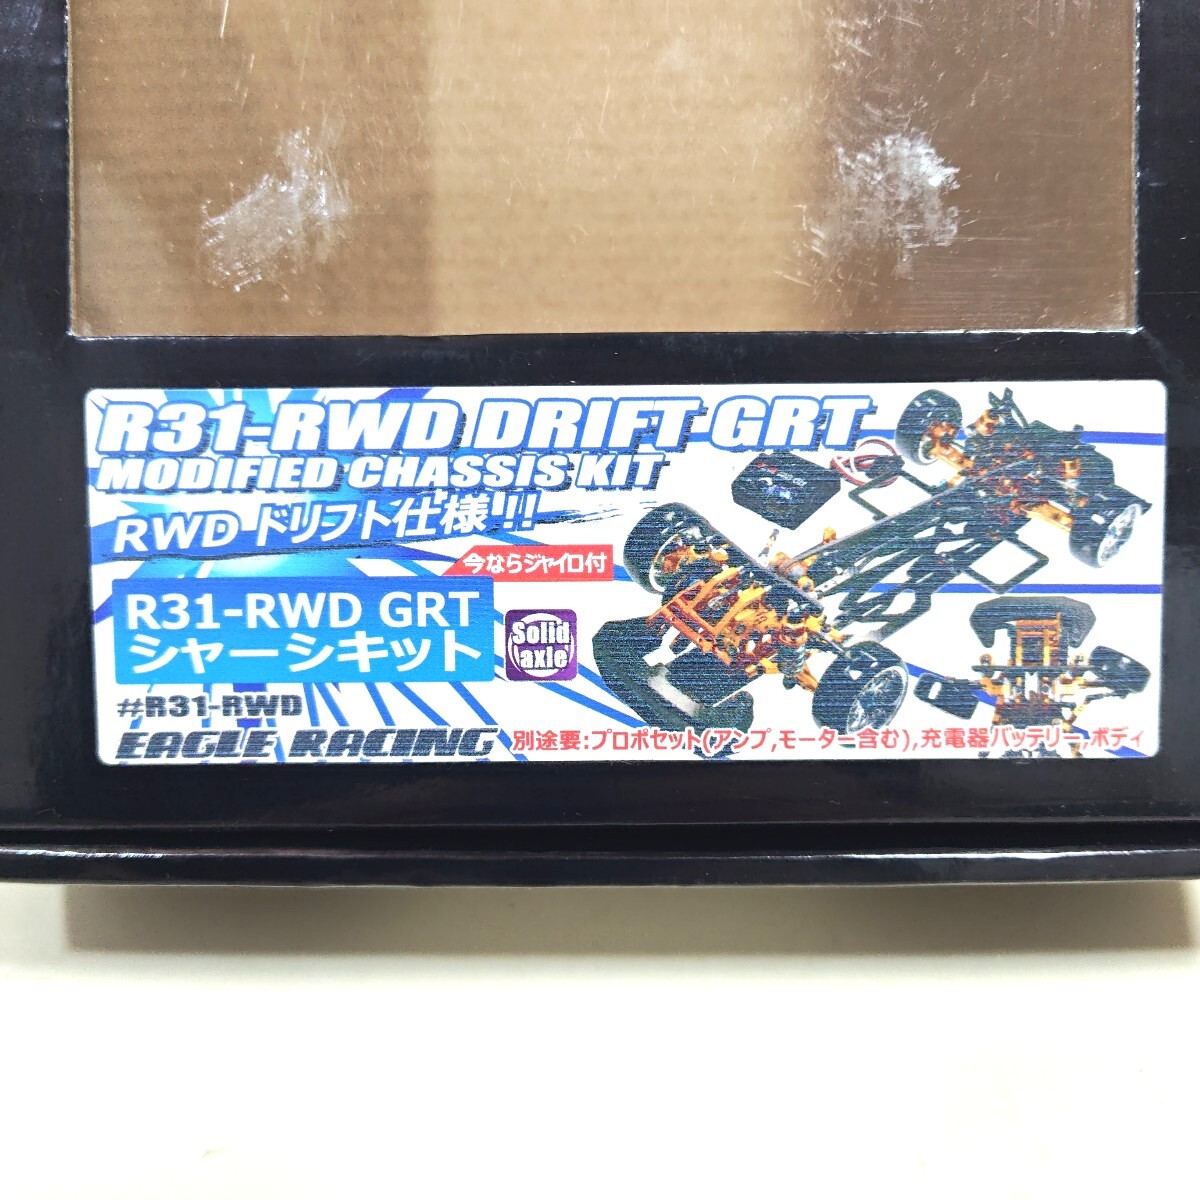 R31-RWD DRIFT GRT
MODIFIED CHASSIS KIT
RWD ドリフト仕様!!
今ならジャイロ付
R31-RWD GRT
シャーシキット
Solid
axle
#R31-RWD
EAGLE RACING
別途要:プロポセット(アンプ,モーター含む),充電器バッテリー,ボディ